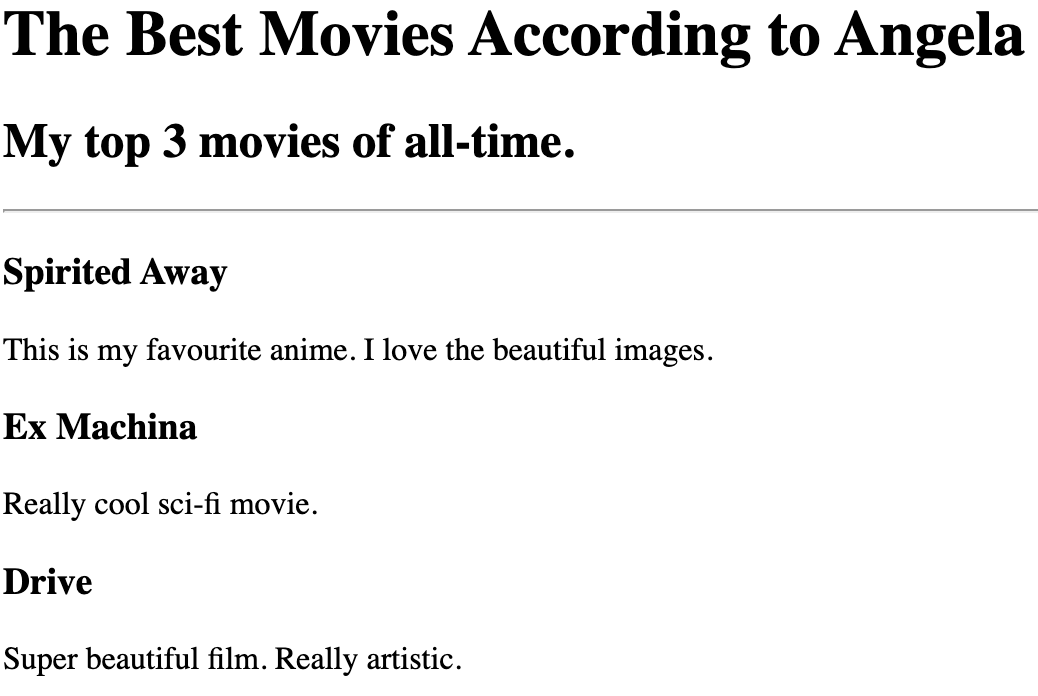 The Best Movies According to Angela
My top 3 movies of all-time.
Spirited Away
This is my favourite anime. I love the beautiful images.
Ex Machina
Really cool sci-fi movie.
Drive
Super beautiful film. Really artistic.